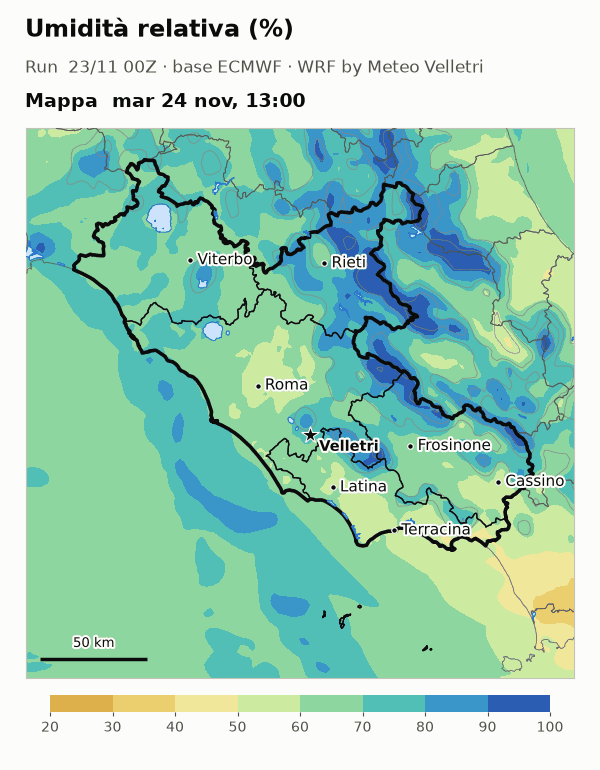 Umidità relativa (%)
Run  23/11 00Z · base ECMWF · WRF by Meteo Velletri
Mappa  mar 24 nov, 13:00
Viterbo
Rieti
Roma
Velletri
Frosinone
Cassino
Latina
Terracina
50 km
20 30 40 50 60 70 80 90 100